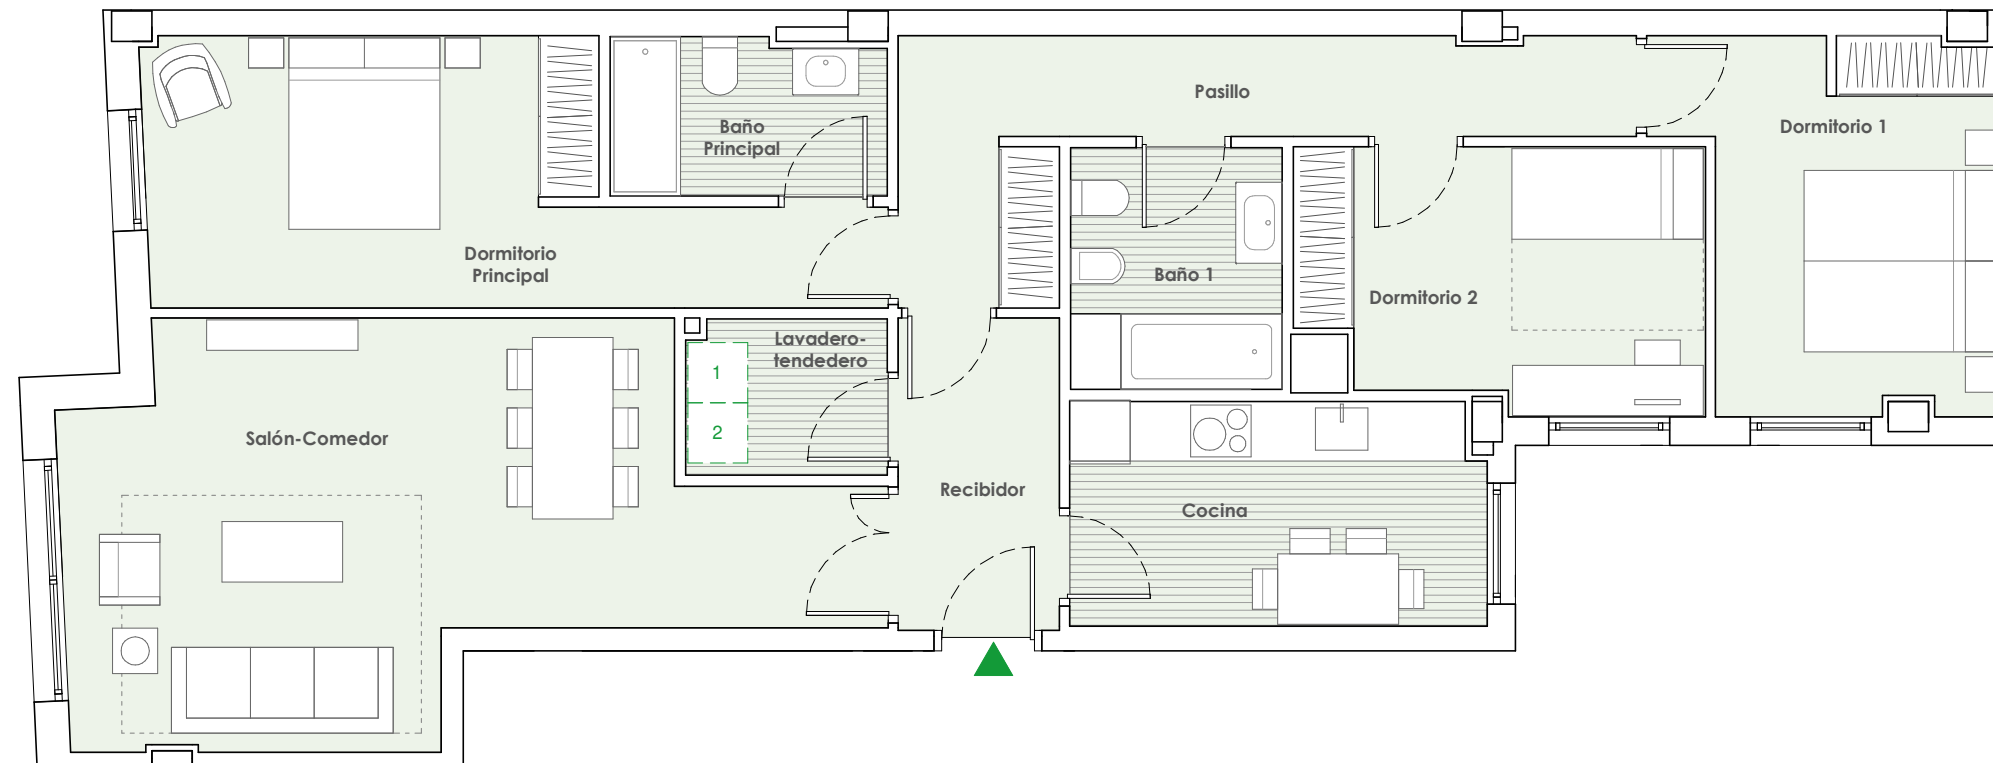 Pasillo
Baño
Principal
Dormitorio 1
Dormitorio
Principal
Baño 1
Dormitorio 2
Lavadero-
tendedero
1
2
Salón-Comedor
Recibidor
Cocina